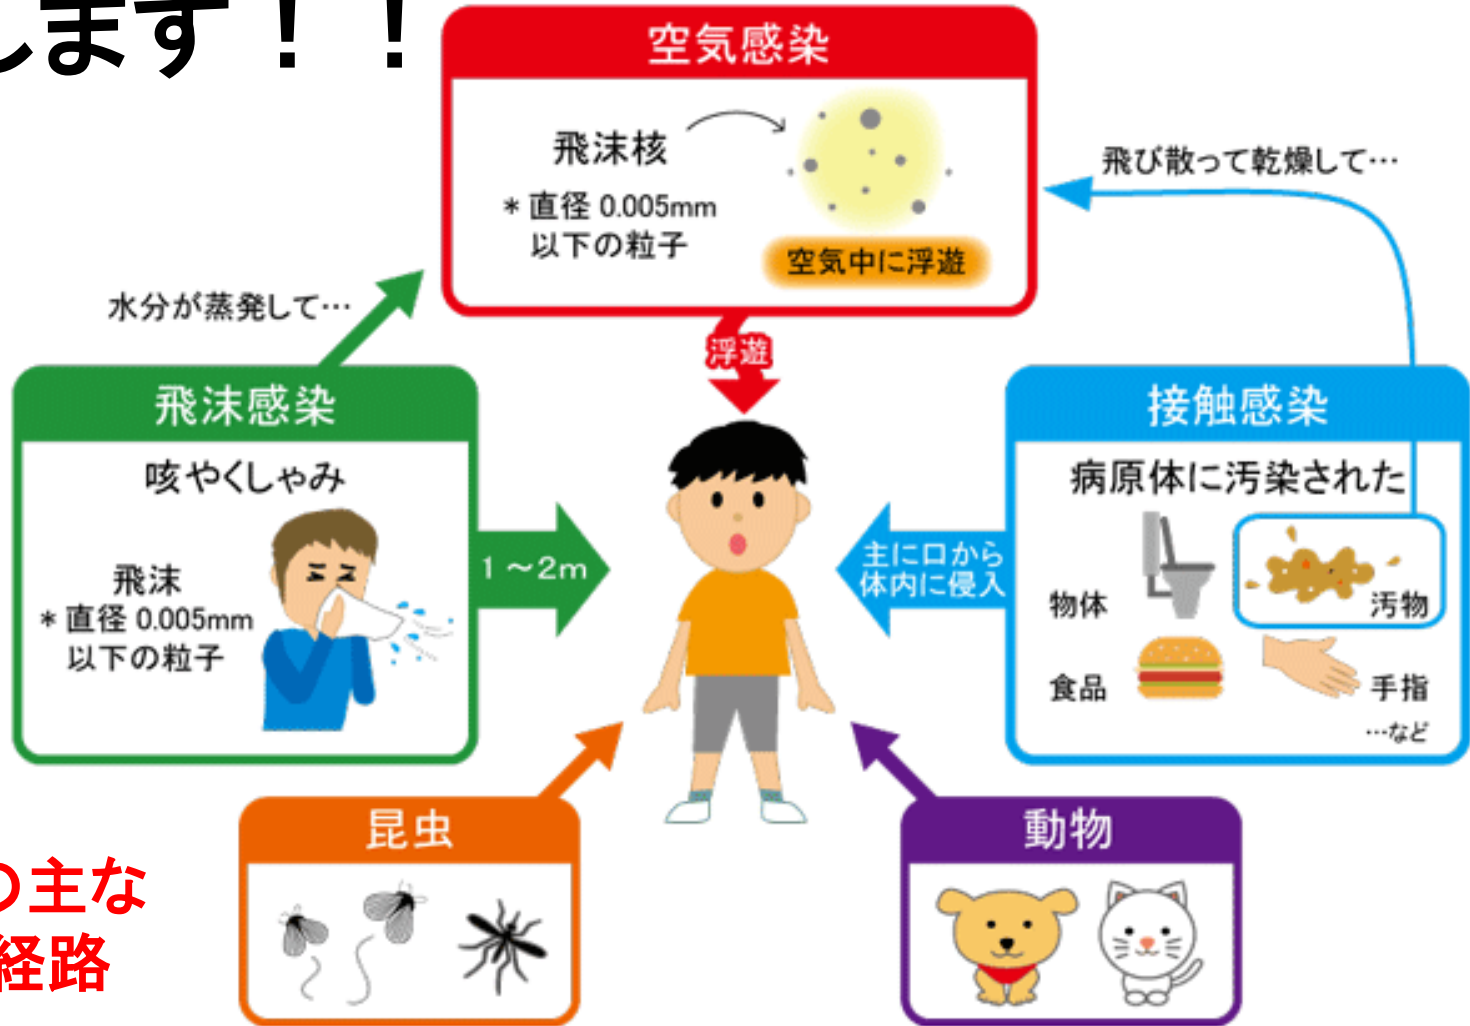 します！！
空気感染
飛沫核
＊直径 0.005mm
以下の粒子
空気中に浮遊
飛び散って乾燥して…
水分が蒸発して…
浮遊
飛沫感染
咳やくしゃみ
飛沫
＊直径 0.005mm
以下の粒子
1～2m
接触感染
病原体に汚染された
物体
汚物
食品
手指
…など
主に口から
体内に侵入
昆虫
動物
の主な
経路